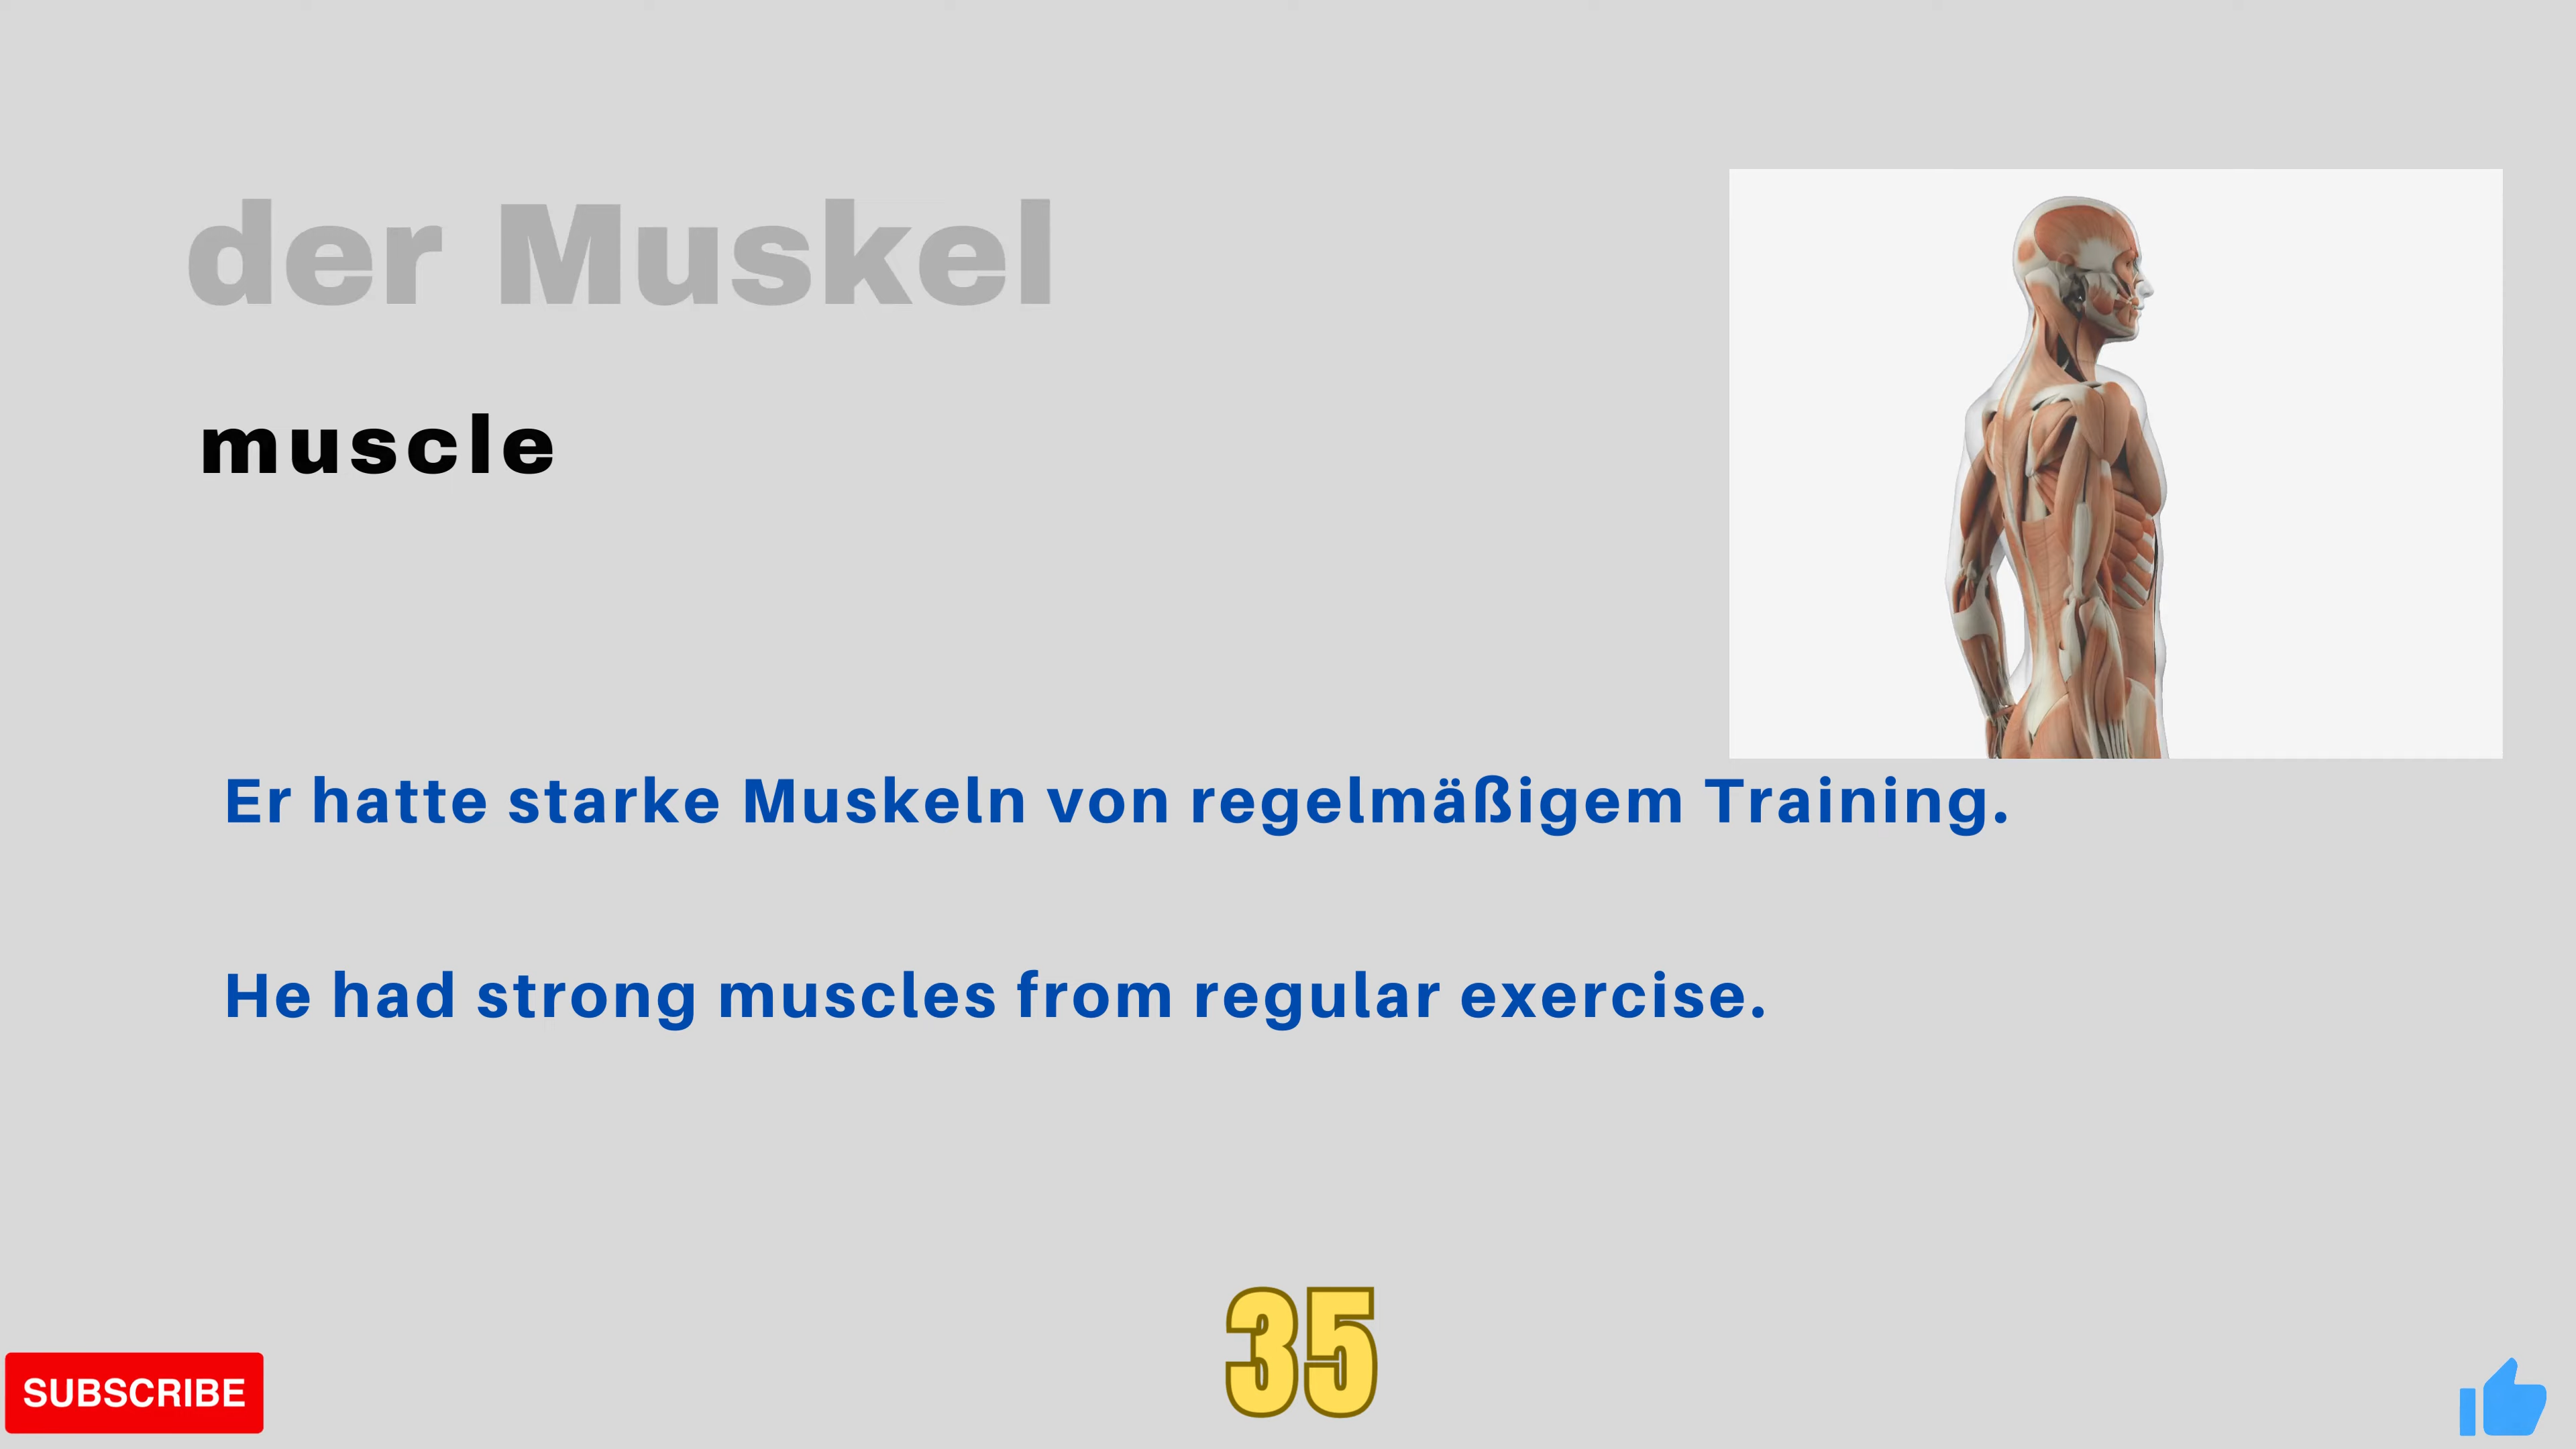 der Muskel
muscle
Er hatte starke Muskeln von regelmäßigem Training.
He had strong muscles from regular exercise.
35
SUBSCRIBE